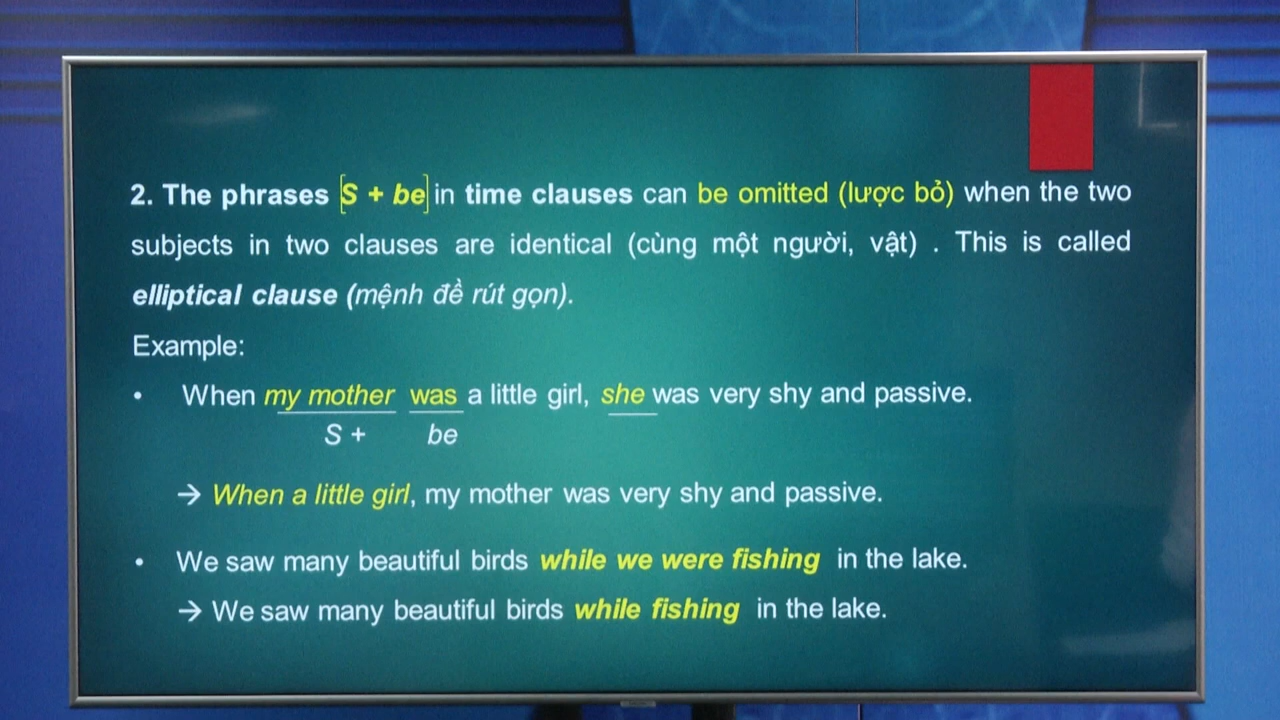 2. The phrases [S + be] in time clauses can be omitted (lược bỏ) when the two
subjects in two clauses are identical (cùng một người, vật) . This is called
elliptical clause (mệnh đề rút gọn).
Example:
• When my mother was a little girl, she was very shy and passive.
S + be
→ When a little girl, my mother was very shy and passive.
• We saw many beautiful birds while we were fishing in the lake.
→ We saw many beautiful birds while fishing in the lake.